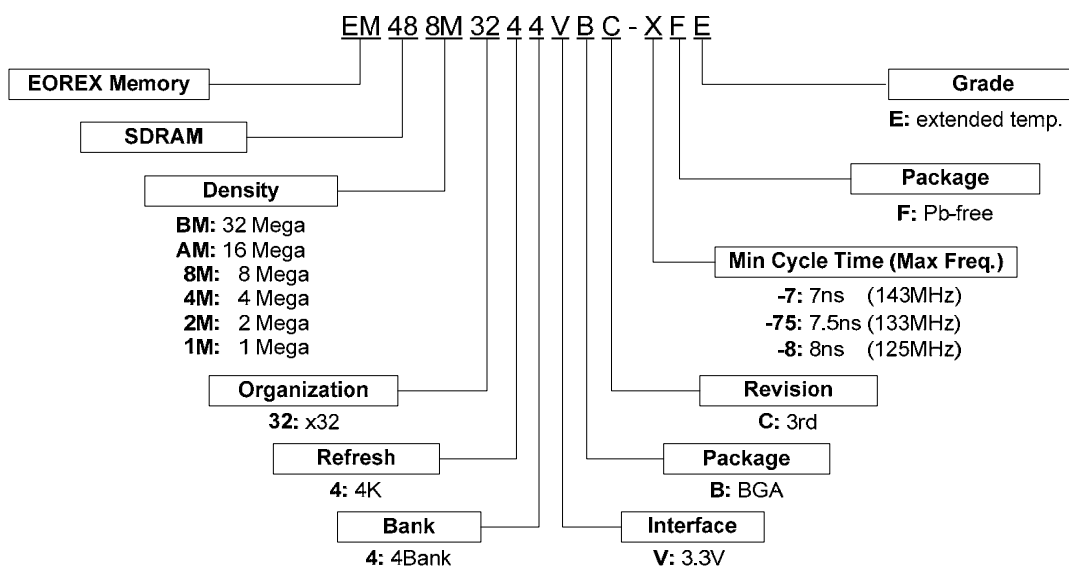 EM 48 8M 32 4 4 V B C - X F E
EOREX Memory
Grade
E: extended temp.
SDRAM
Density
BM: 32 Mega
AM: 16 Mega
8M: 8 Mega
4M: 4 Mega
2M: 2 Mega
1M: 1 Mega
Package
F: Pb-free
Min Cycle Time (Max Freq.)
-7: 7ns (143MHz)
-75: 7.5ns (133MHz)
-8: 8ns (125MHz)
Organization
32: x32
Revision
C: 3rd
Refresh
4: 4K
Package
B: BGA
Bank
4: 4Bank
Interface
V: 3.3V